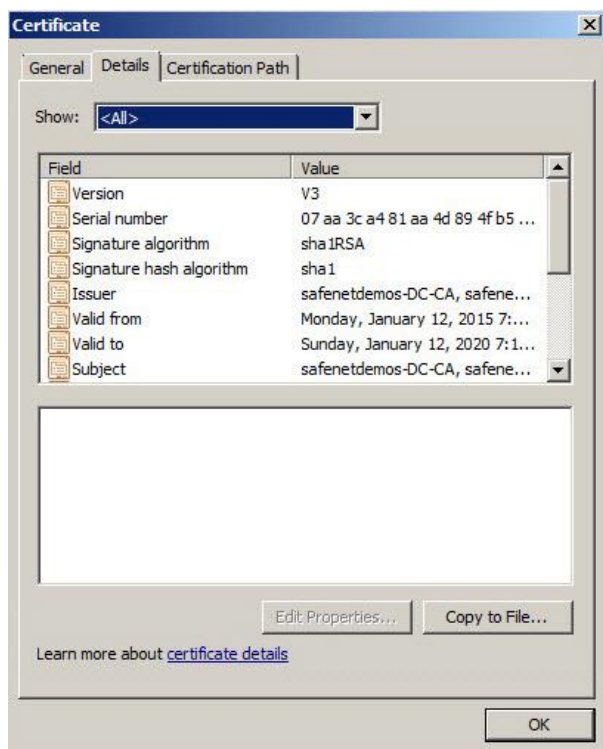 Certificate
General Details Certification Path
Show: <All>
Field Value
Version V3
Serial number 07 aa 3c a4 81 aa 4d 89 4f b5 ...
Signature algorithm sha1RSA
Signature hash algorithm sha1
Issuer safenetdemos-DC-CA, safene...
Valid from Monday, January 12, 2015 7:...
Valid to Sunday, January 12, 2020 7:1...
Subject safenetdemos-DC-CA, safene...
Edit Properties... Copy to File...
Learn more about certificate details
OK